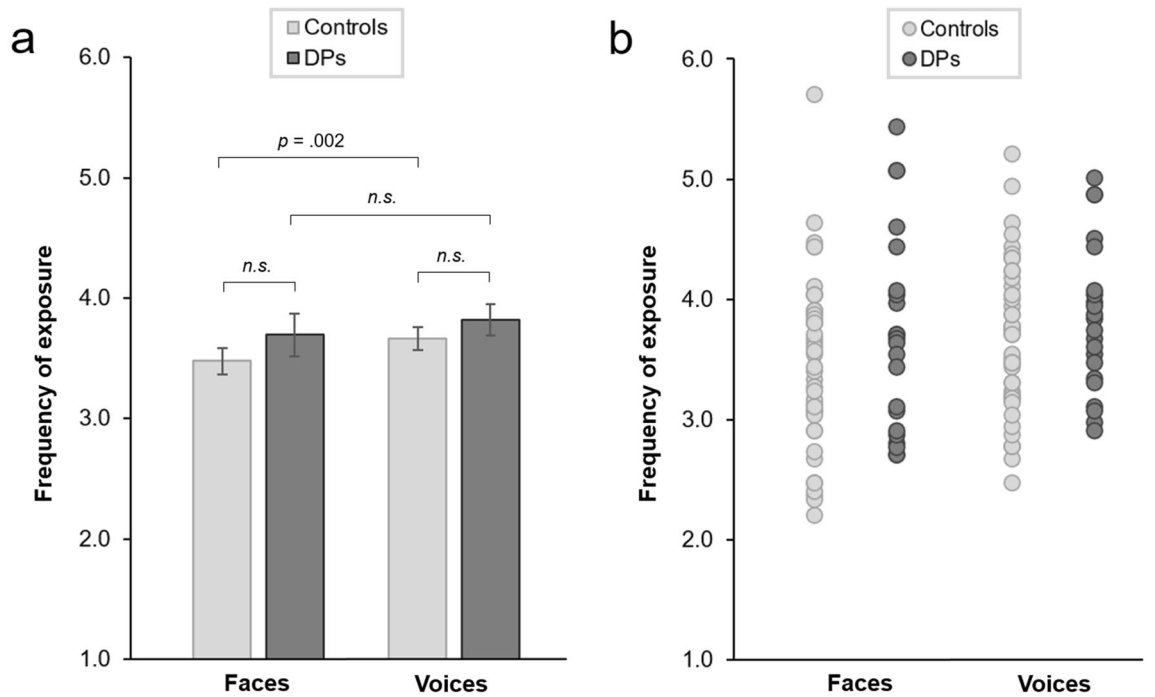 a
Controls
DPs
6.0
5.0
4.0
3.0
2.0
1.0
Frequency of exposure
p = .002
n.s.
n.s.
n.s.
Faces
Voices
b
Controls
DPs
6.0
5.0
4.0
3.0
2.0
1.0
Frequency of exposure
Faces
Voices